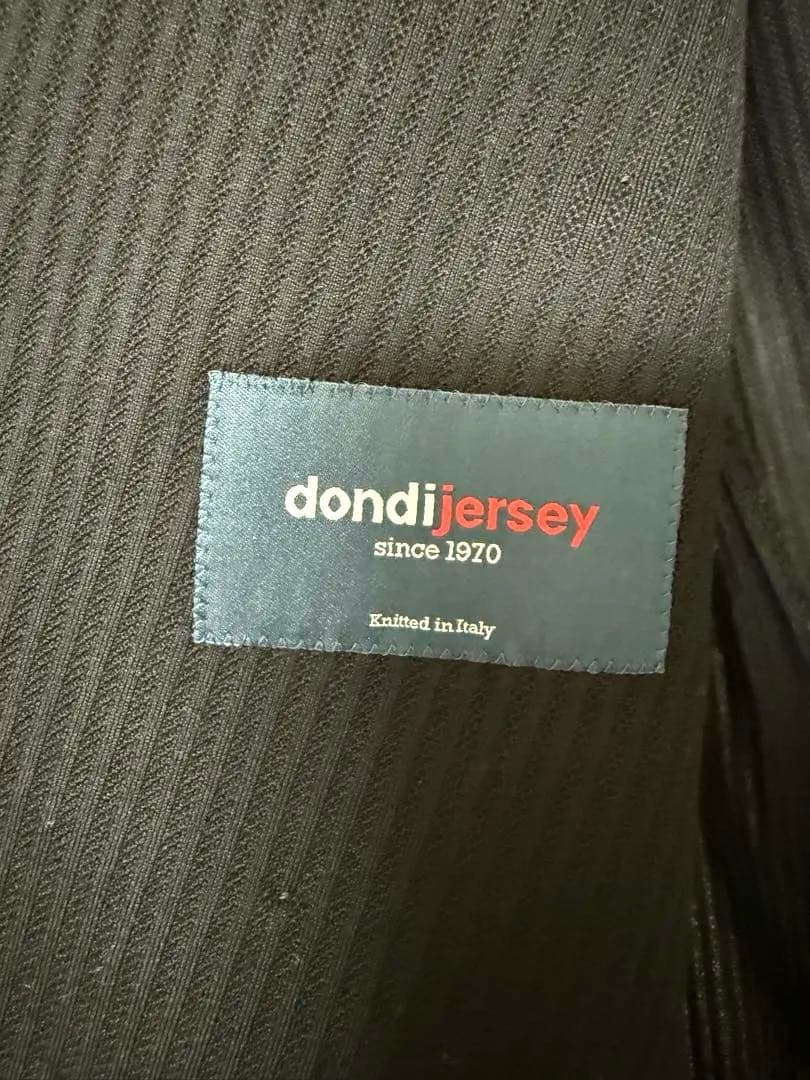 dondijersey
since 1970
Knitted in Italy